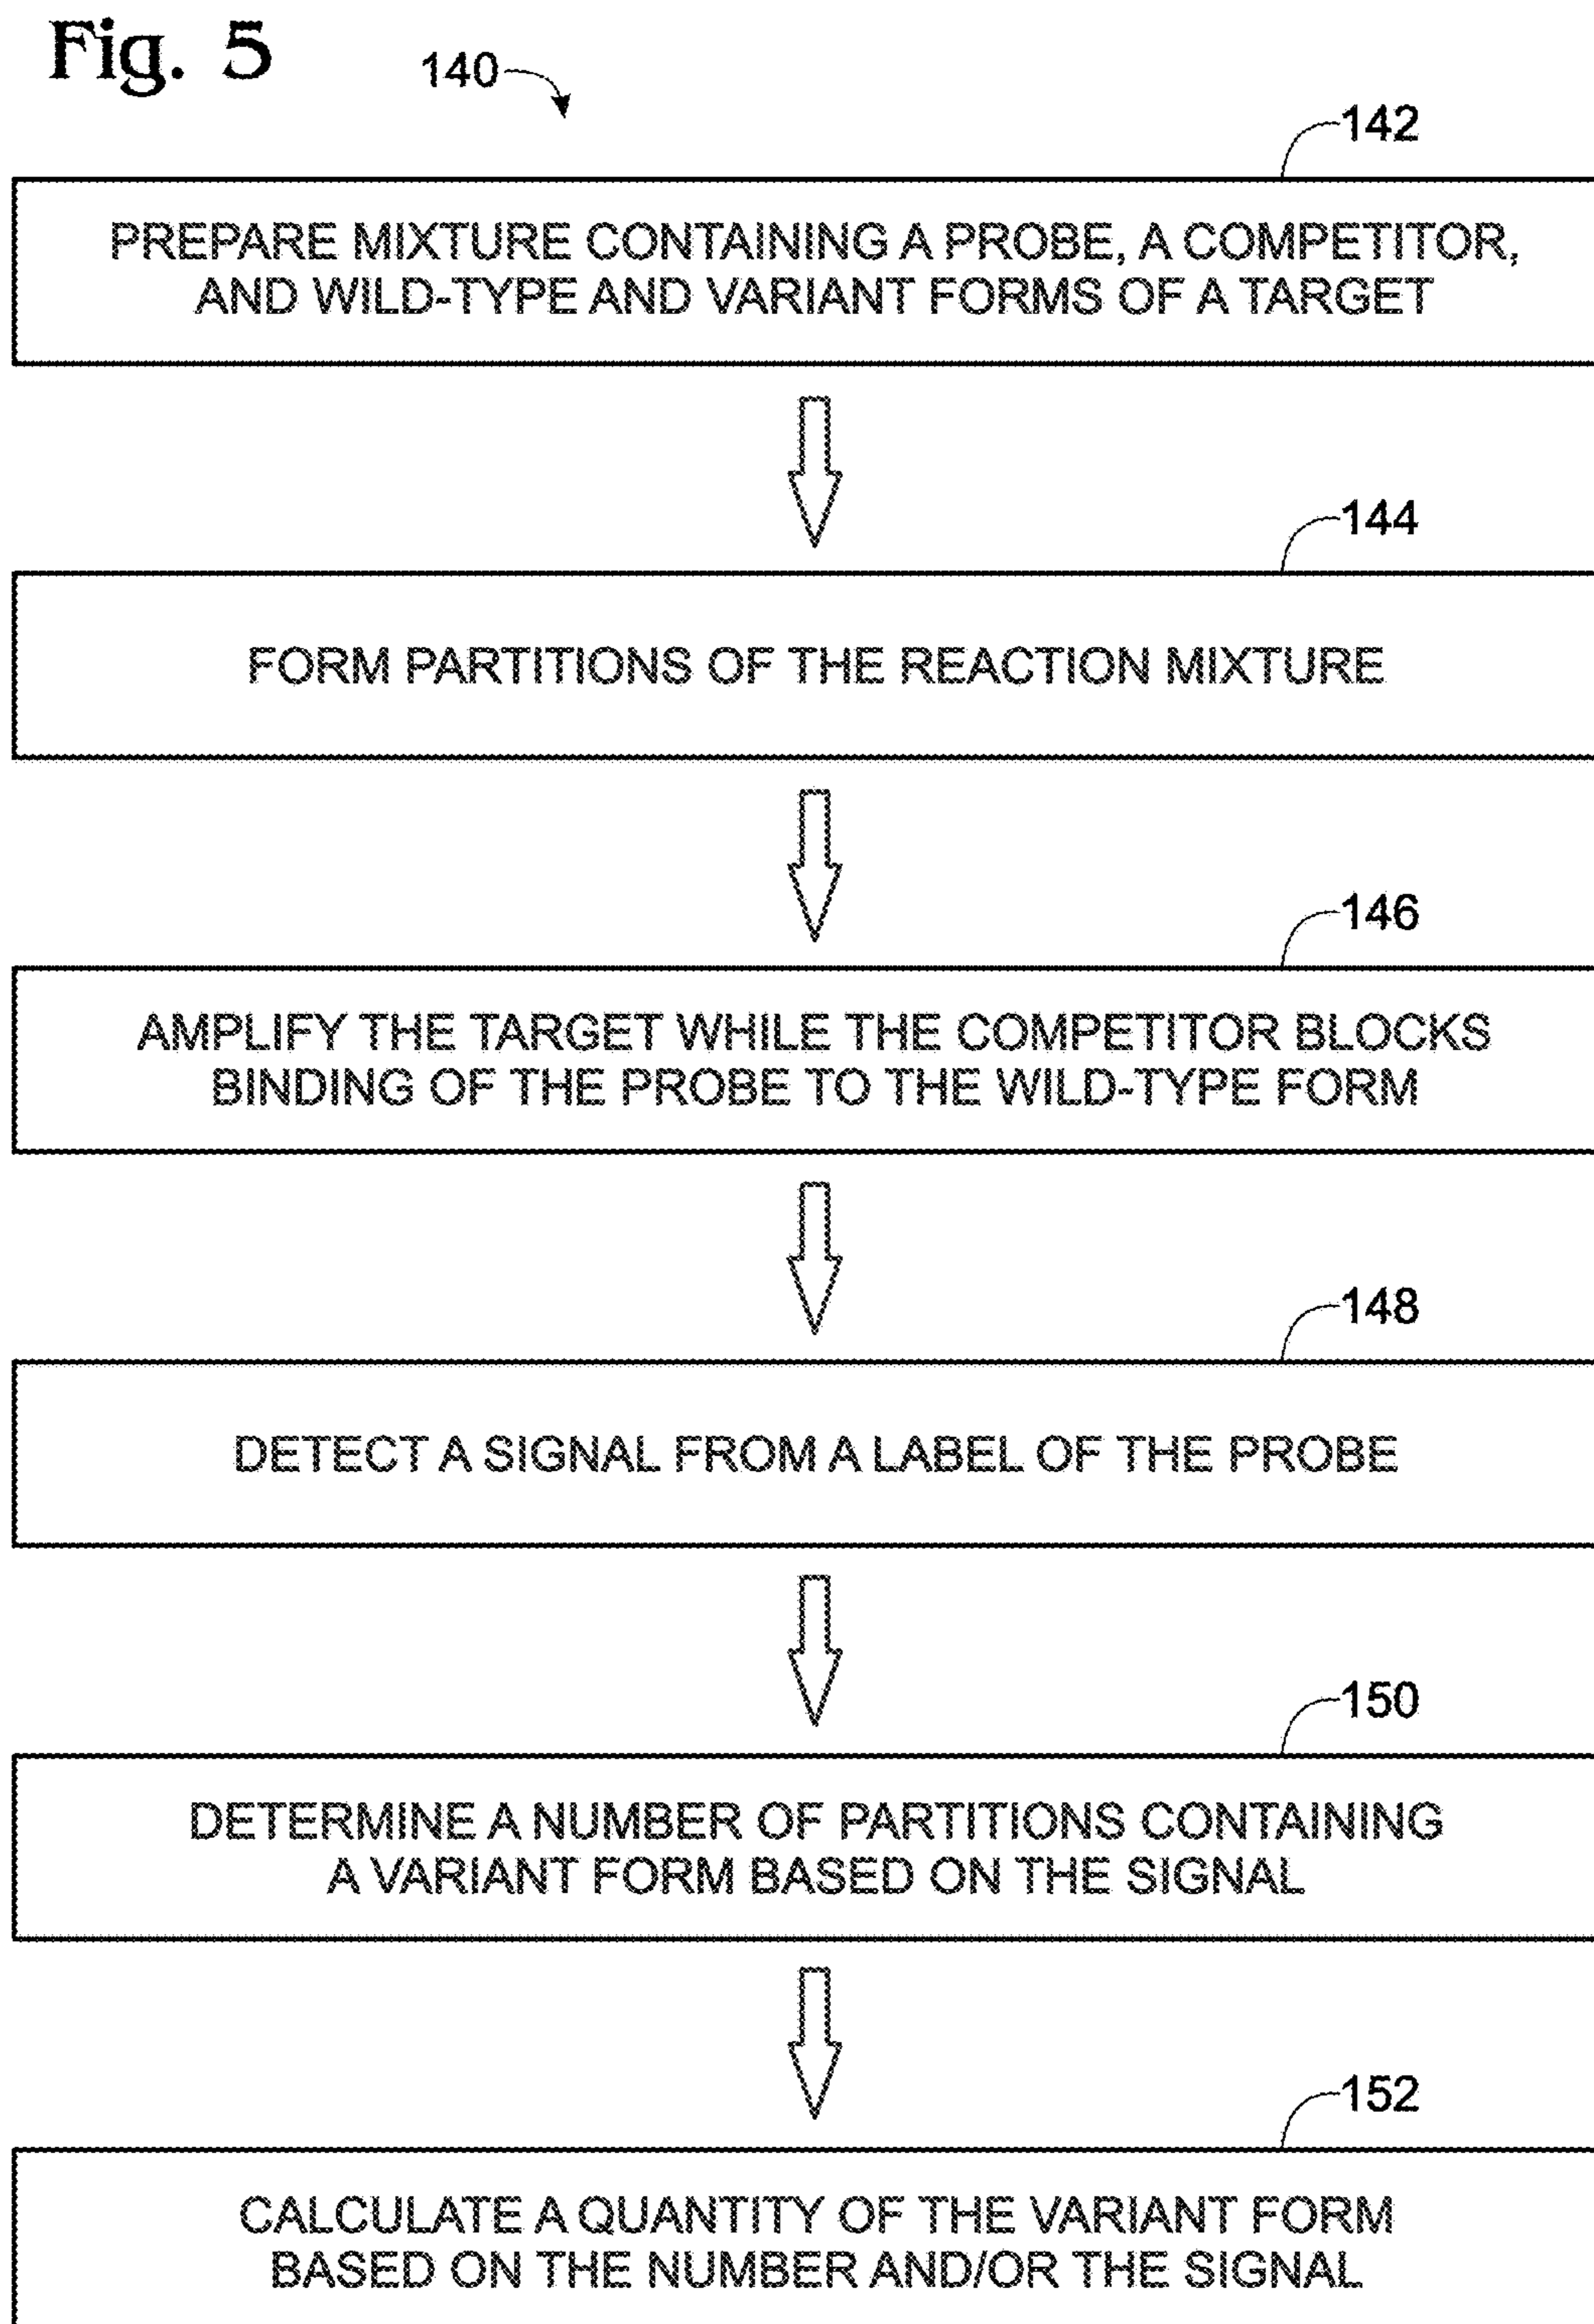 Fig. 5
140
142
PREPARE MIXTURE CONTAINING A PROBE, A COMPETITOR,
AND WILD-TYPE AND VARIANT FORMS OF A TARGET
144
FORM PARTITIONS OF THE REACTION MIXTURE
146
AMPLIFY THE TARGET WHILE THE COMPETITOR BLOCKS
BINDING OF THE PROBE TO THE WILD-TYPE FORM
148
DETECT A SIGNAL FROM A LABEL OF THE PROBE
150
DETERMINE A NUMBER OF PARTITIONS CONTAINING
A VARIANT FORM BASED ON THE SIGNAL
152
CALCULATE A QUANTITY OF THE VARIANT FORM
BASED ON THE NUMBER AND/OR THE SIGNAL